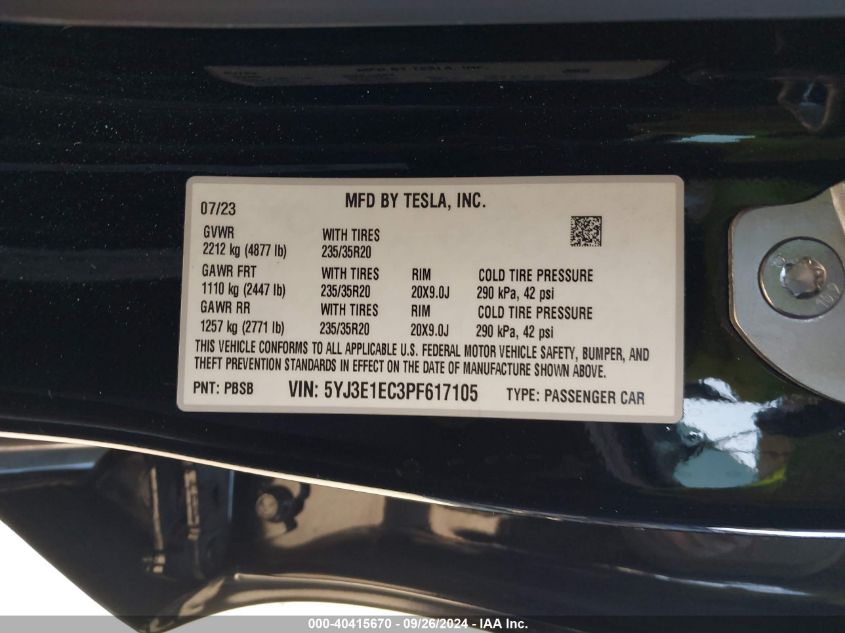 MFD BY TESLA, INC.
07/23
GVWR WITH TIRES
2212 kg (4877 lb) 235/35R20
GAWR FRT WITH TIRES RIM COLD TIRE PRESSURE
1110 kg (2447 lb) 235/35R20 20X9.0J 290 kPa, 42 psi
GAWR RR WITH TIRES RIM COLD TIRE PRESSURE
1257 kg (2771 lb) 235/35R20 20X9.0J 290 kPa, 42 psi
THIS VEHICLE CONFORMS TO ALL APPLICABLE U.S. FEDERAL MOTOR VEHICLE SAFETY, BUMPER, AND
THEFT PREVENTION STANDARDS IN EFFECT ON THE DATE OF MANUFACTURE SHOWN ABOVE.
PNT: PBSB VIN: 5YJ3E1EC3PF617105 TYPE: PASSENGER CAR
000-40415670 - 09/26/2024 - IAA Inc.